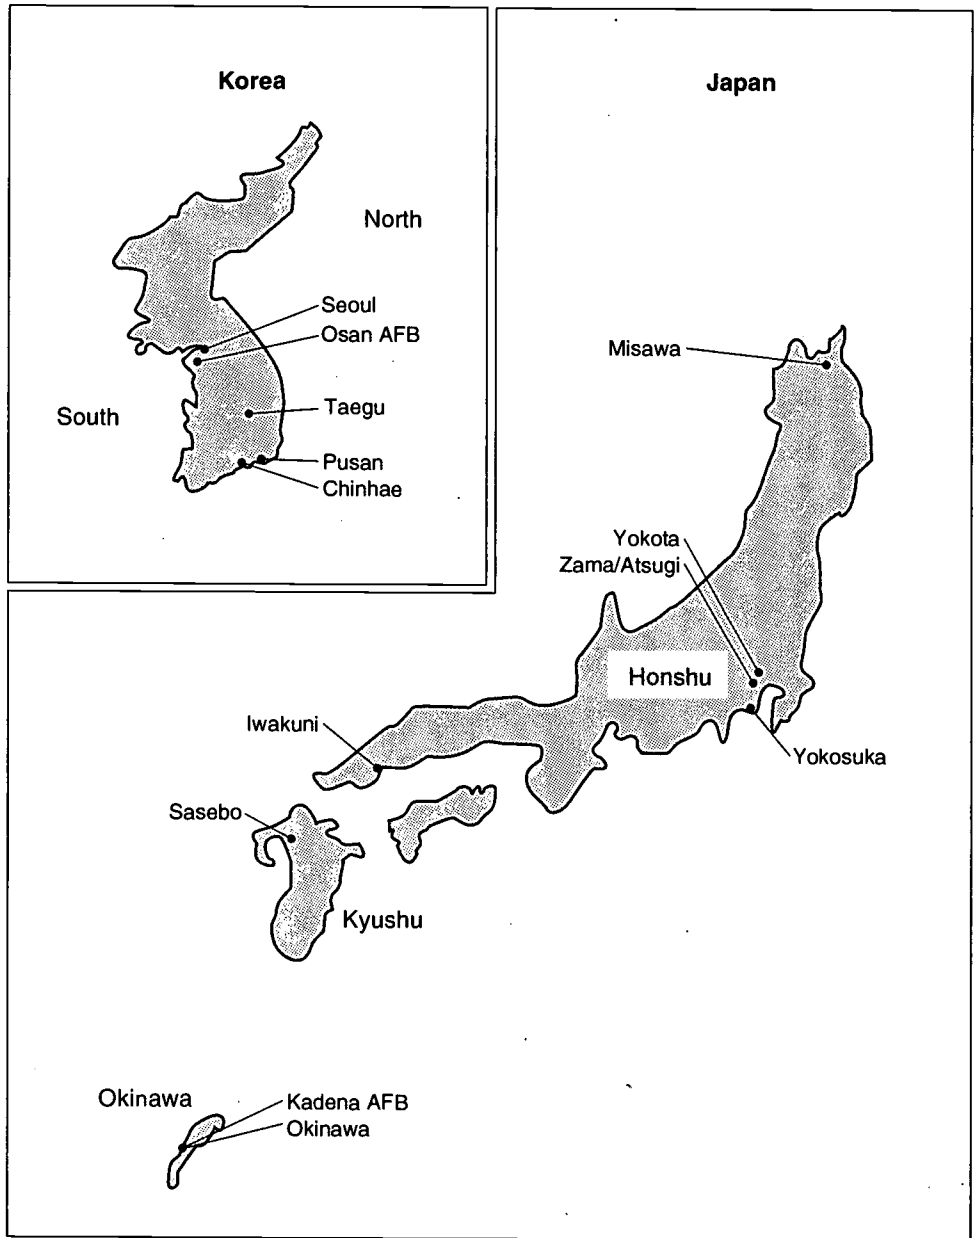 Korea
North
Seoul
Osan AFB
South
Taegu
Pusan
Chinhae
Japan
Misawa
Yokota
Zama/Atsugi
Honshu
Iwakuni
Yokosuka
Sasebo
Kyushu
Okinawa
Kadena AFB
Okinawa